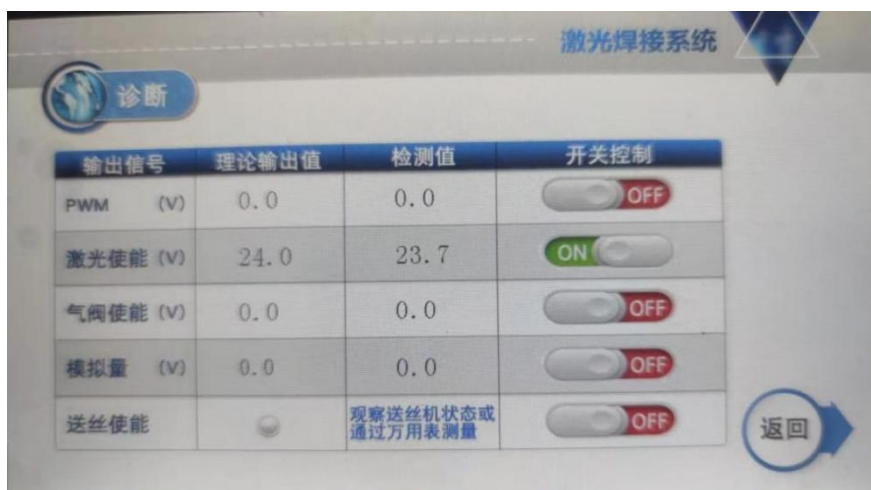 激光焊接系统
诊断
输出信号 理论输出值 检测值 开关控制
PWM (V) 0.0 0.0 OFF
激光使能 (V) 24.0 23.7 ON
气阀使能 (V) 0.0 0.0 OFF
模拟量 (V) 0.0 0.0 OFF
送丝使能 观察送丝机状态或 OFF
通过万用表测量
返回